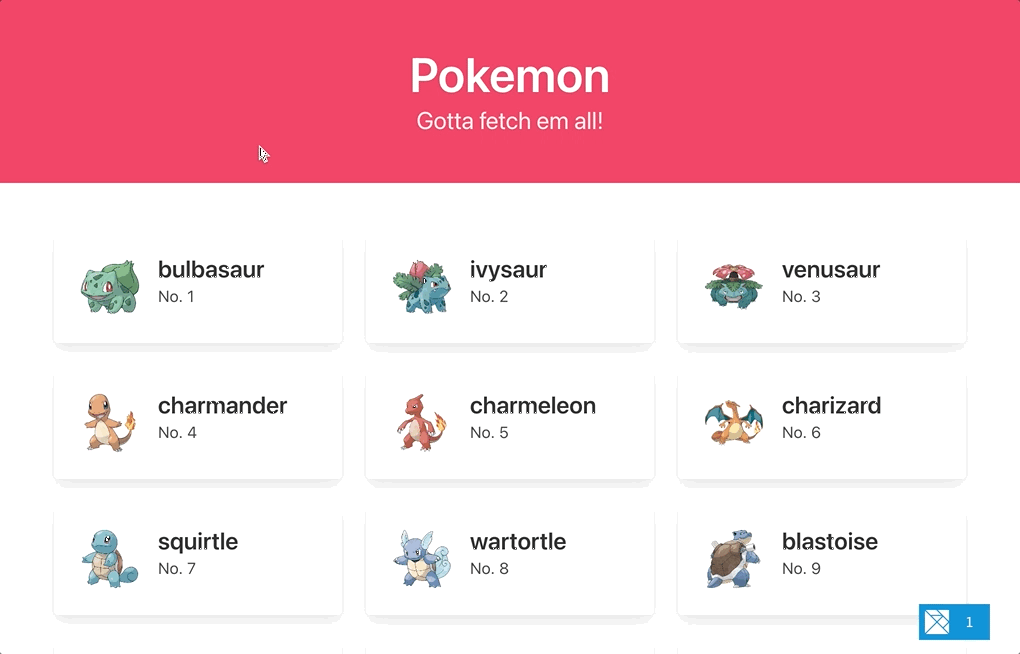 Pokemon
Gotta fetch em all!
bulbasaur
No. 1
ivysaur
No. 2
venusaur
No. 3
charmander
No. 4
charmeleon
No. 5
charizard
No. 6
squirtle
No. 7
wartortle
No. 8
blastoise
No. 9
1